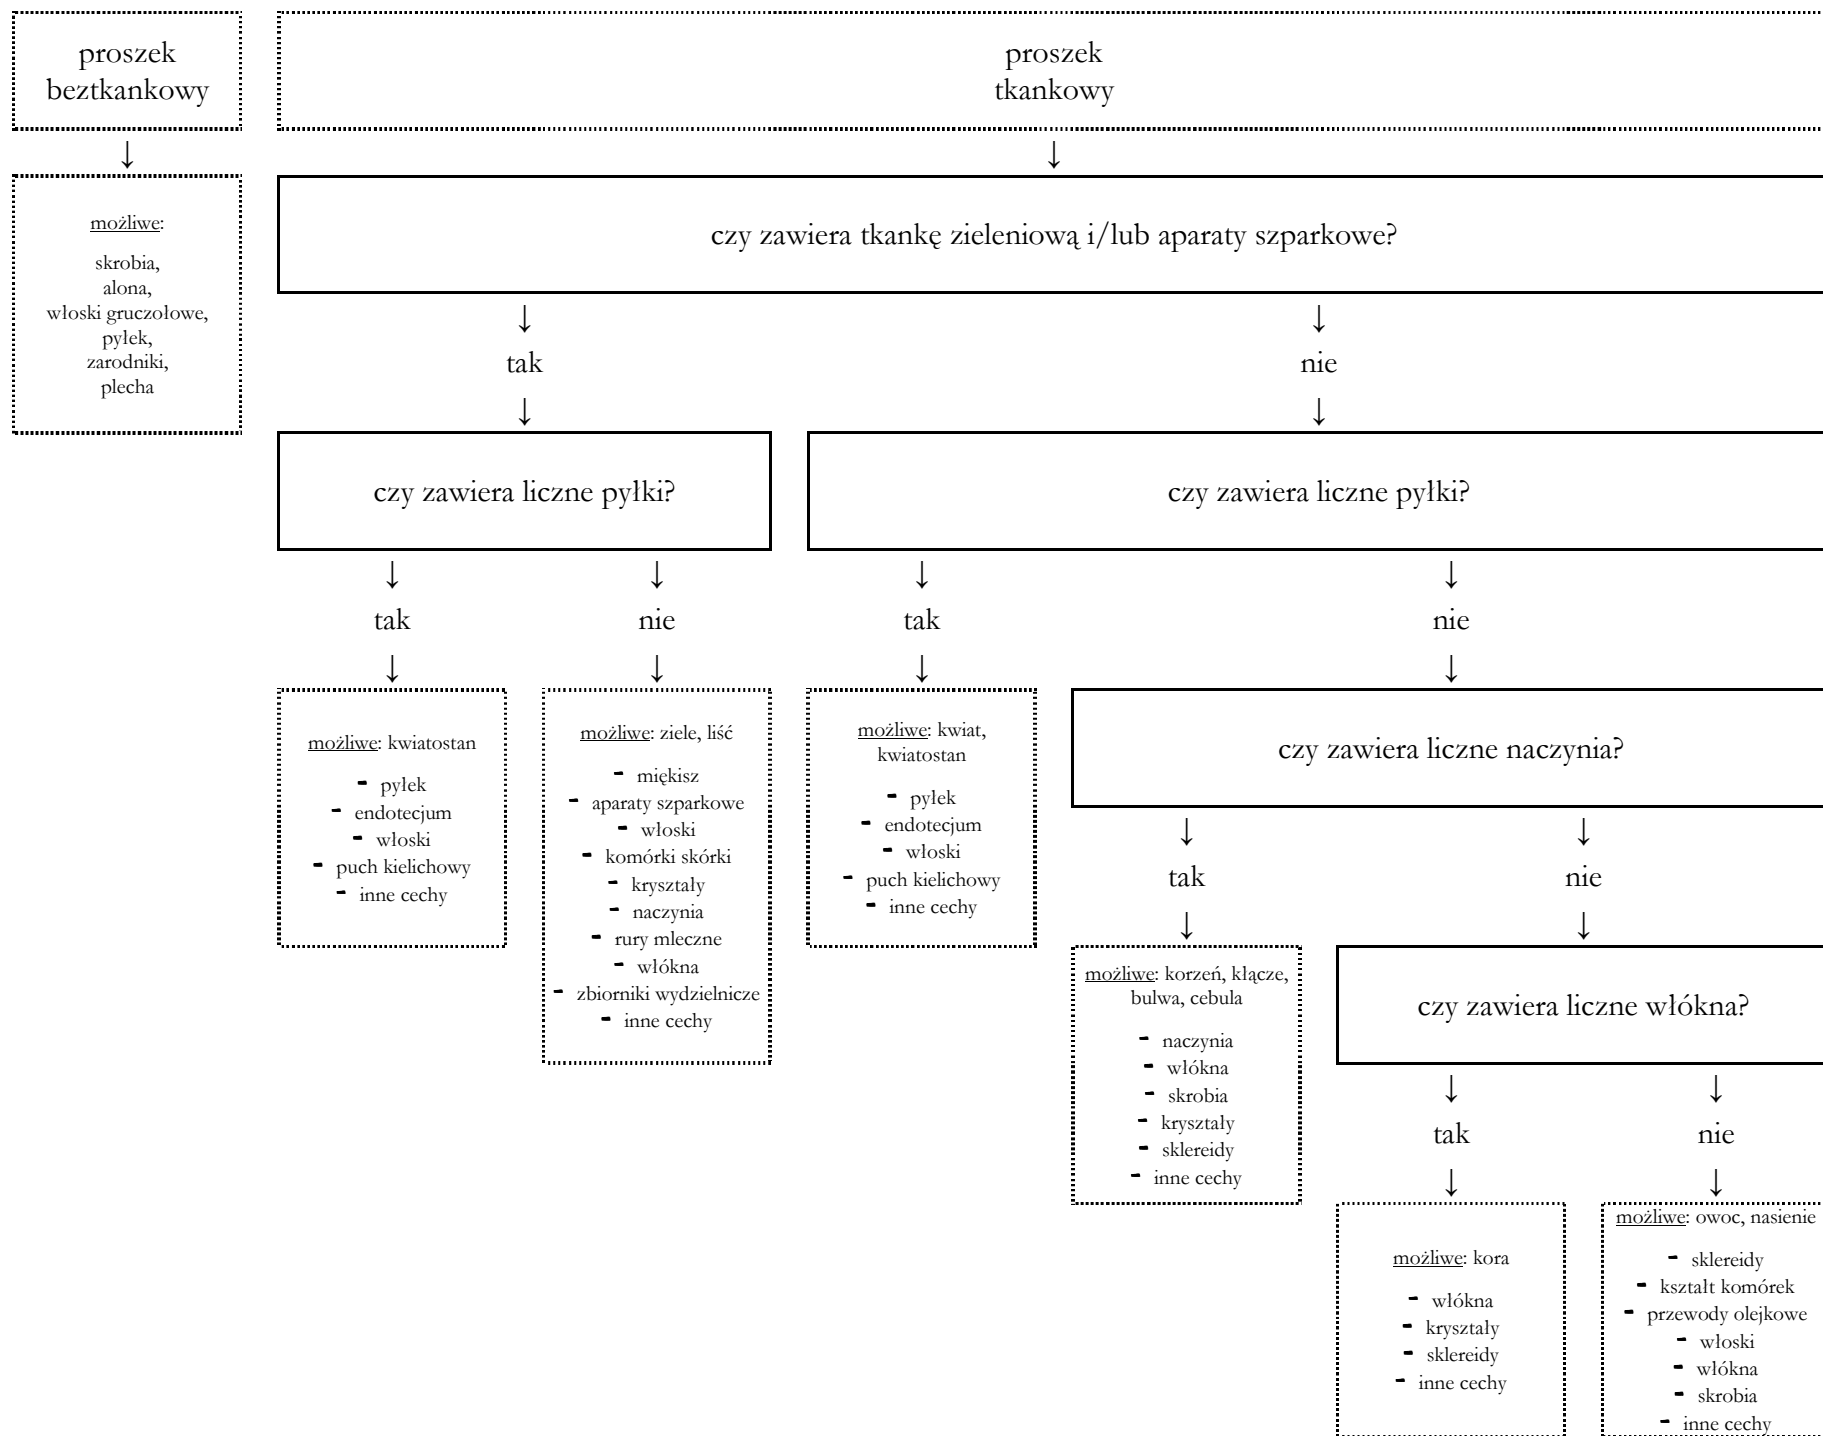 proszek
beztkankowy
proszek
tkankowy
↓
↓
możliwe:
skrobia,
alona,
włoski gruczołowe,
pyłek,
zarodniki,
plecha
czy zawiera tkankę zieleniową i/lub aparaty szparkowe?
↓
↓
tak
nie
↓
↓
czy zawiera liczne pyłki?
czy zawiera liczne pyłki?
↓
↓
↓
↓
tak
nie
tak
nie
↓
↓
↓
↓
możliwe: kwiatostan
- pyłek
- endotecjum
- włoski
- puch kielichowy
- inne cechy
możliwe: ziele, liść
- miękisz
- aparaty szparkowe
- włoski
- komórki skórki
- kryształy
- naczynia
- rury mleczne
- włókna
- zbiorniki wydzielnicze
- inne cechy
możliwe: kwiat,
kwiatostan
- pyłek
- endotecjum
- włoski
- puch kielichowy
- inne cechy
czy zawiera liczne naczynia?
↓
↓
tak
nie
↓
↓
możliwe: korzeń, kłącze,
bulwa, cebula
- naczynia
- włókna
- skrobia
- kryształy
- sklereidy
- inne cechy
czy zawiera liczne włókna?
↓
↓
tak
nie
↓
↓
możliwe: kora
- włókna
- kryształy
- sklereidy
- inne cechy
możliwe: owoc, nasienie
- sklereidy
- kształt komórek
- przewody olejkowe
- włoski
- włókna
- skrobia
- inne cechy